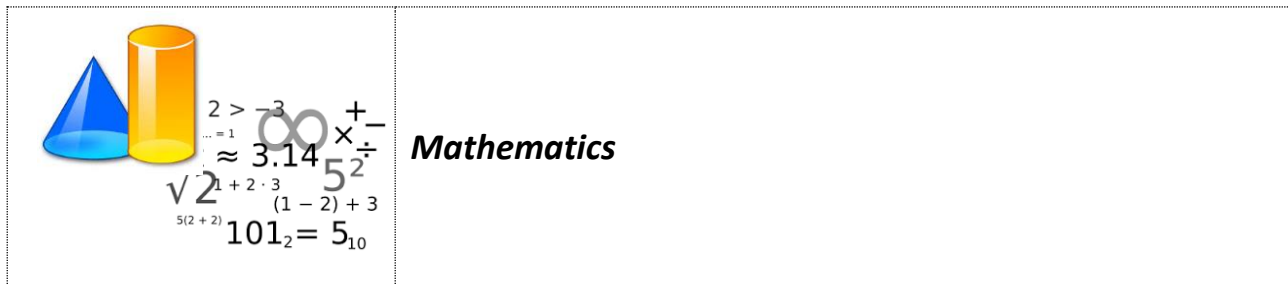 2 > −3
∞
+
−
×
÷
... = 1
≈ 3.14
5²
√2
1 + 2 · 3
(1 − 2) + 3
5(2 + 2)
101₂ = 5₁₀
Mathematics